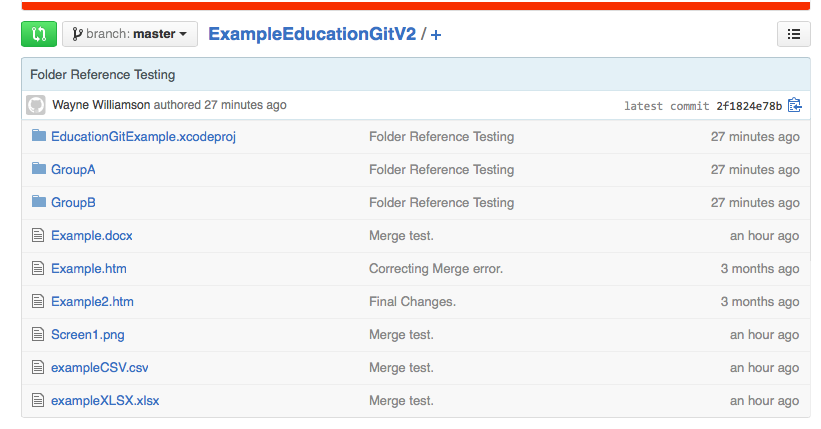 branch: master ExampleEducationGitV2 / +
Folder Reference Testing
Wayne Williamson authored 27 minutes ago latest commit 2f1824e78b
EducationGitExample.xcodeproj Folder Reference Testing 27 minutes ago
GroupA Folder Reference Testing 27 minutes ago
GroupB Folder Reference Testing 27 minutes ago
Example.docx Merge test. an hour ago
Example.htm Correcting Merge error. 3 months ago
Example2.htm Final Changes. 3 months ago
Screen1.png Merge test. an hour ago
exampleCSV.csv Merge test. an hour ago
exampleXLSX.xlsx Merge test. an hour ago